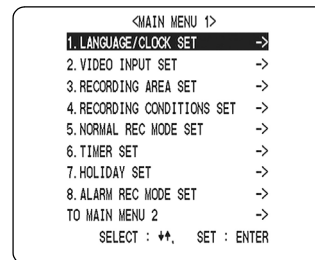 <MAIN MENU 1>
1. LANGUAGE/CLOCK SET ->
2. VIDEO INPUT SET ->
3. RECORDING AREA SET ->
4. RECORDING CONDITIONS SET ->
5. NORMAL REC MODE SET ->
6. TIMER SET ->
7. HOLIDAY SET ->
8. ALARM REC MODE SET ->
TO MAIN MENU 2 ->
SELECT : ↓↑, SET : ENTER